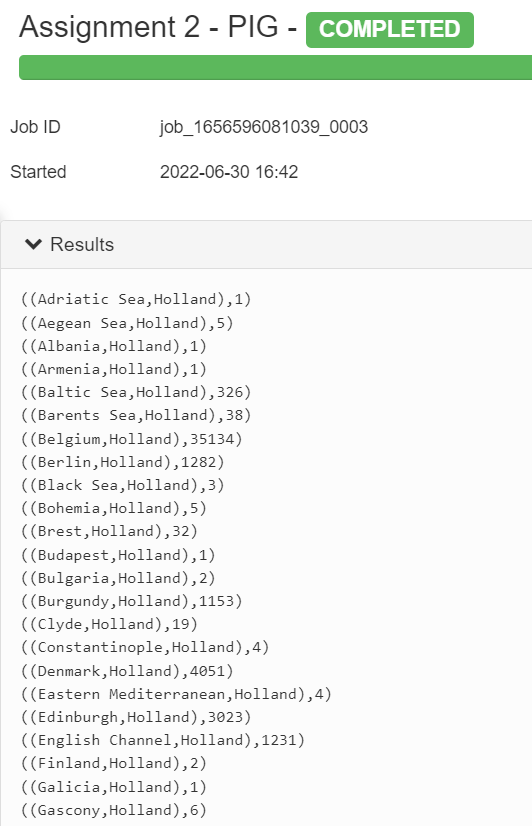 Assignment 2 - PIG - COMPLETED
Job ID job_1656596081039_0003
Started 2022-06-30 16:42
Results
((Adriatic Sea,Holland),1)
((Aegean Sea,Holland),5)
((Albania,Holland),1)
((Armenia,Holland),1)
((Baltic Sea,Holland),326)
((Barents Sea,Holland),38)
((Belgium,Holland),35134)
((Berlin,Holland),1282)
((Black Sea,Holland),3)
((Bohemia,Holland),5)
((Brest,Holland),32)
((Budapest,Holland),1)
((Bulgaria,Holland),2)
((Burgundy,Holland),1153)
((Clyde,Holland),19)
((Constantinople,Holland),4)
((Denmark,Holland),4051)
((Eastern Mediterranean,Holland),4)
((Edinburgh,Holland),3023)
((English Channel,Holland),1231)
((Finland,Holland),2)
((Galicia,Holland),1)
((Gascony,Holland),6)